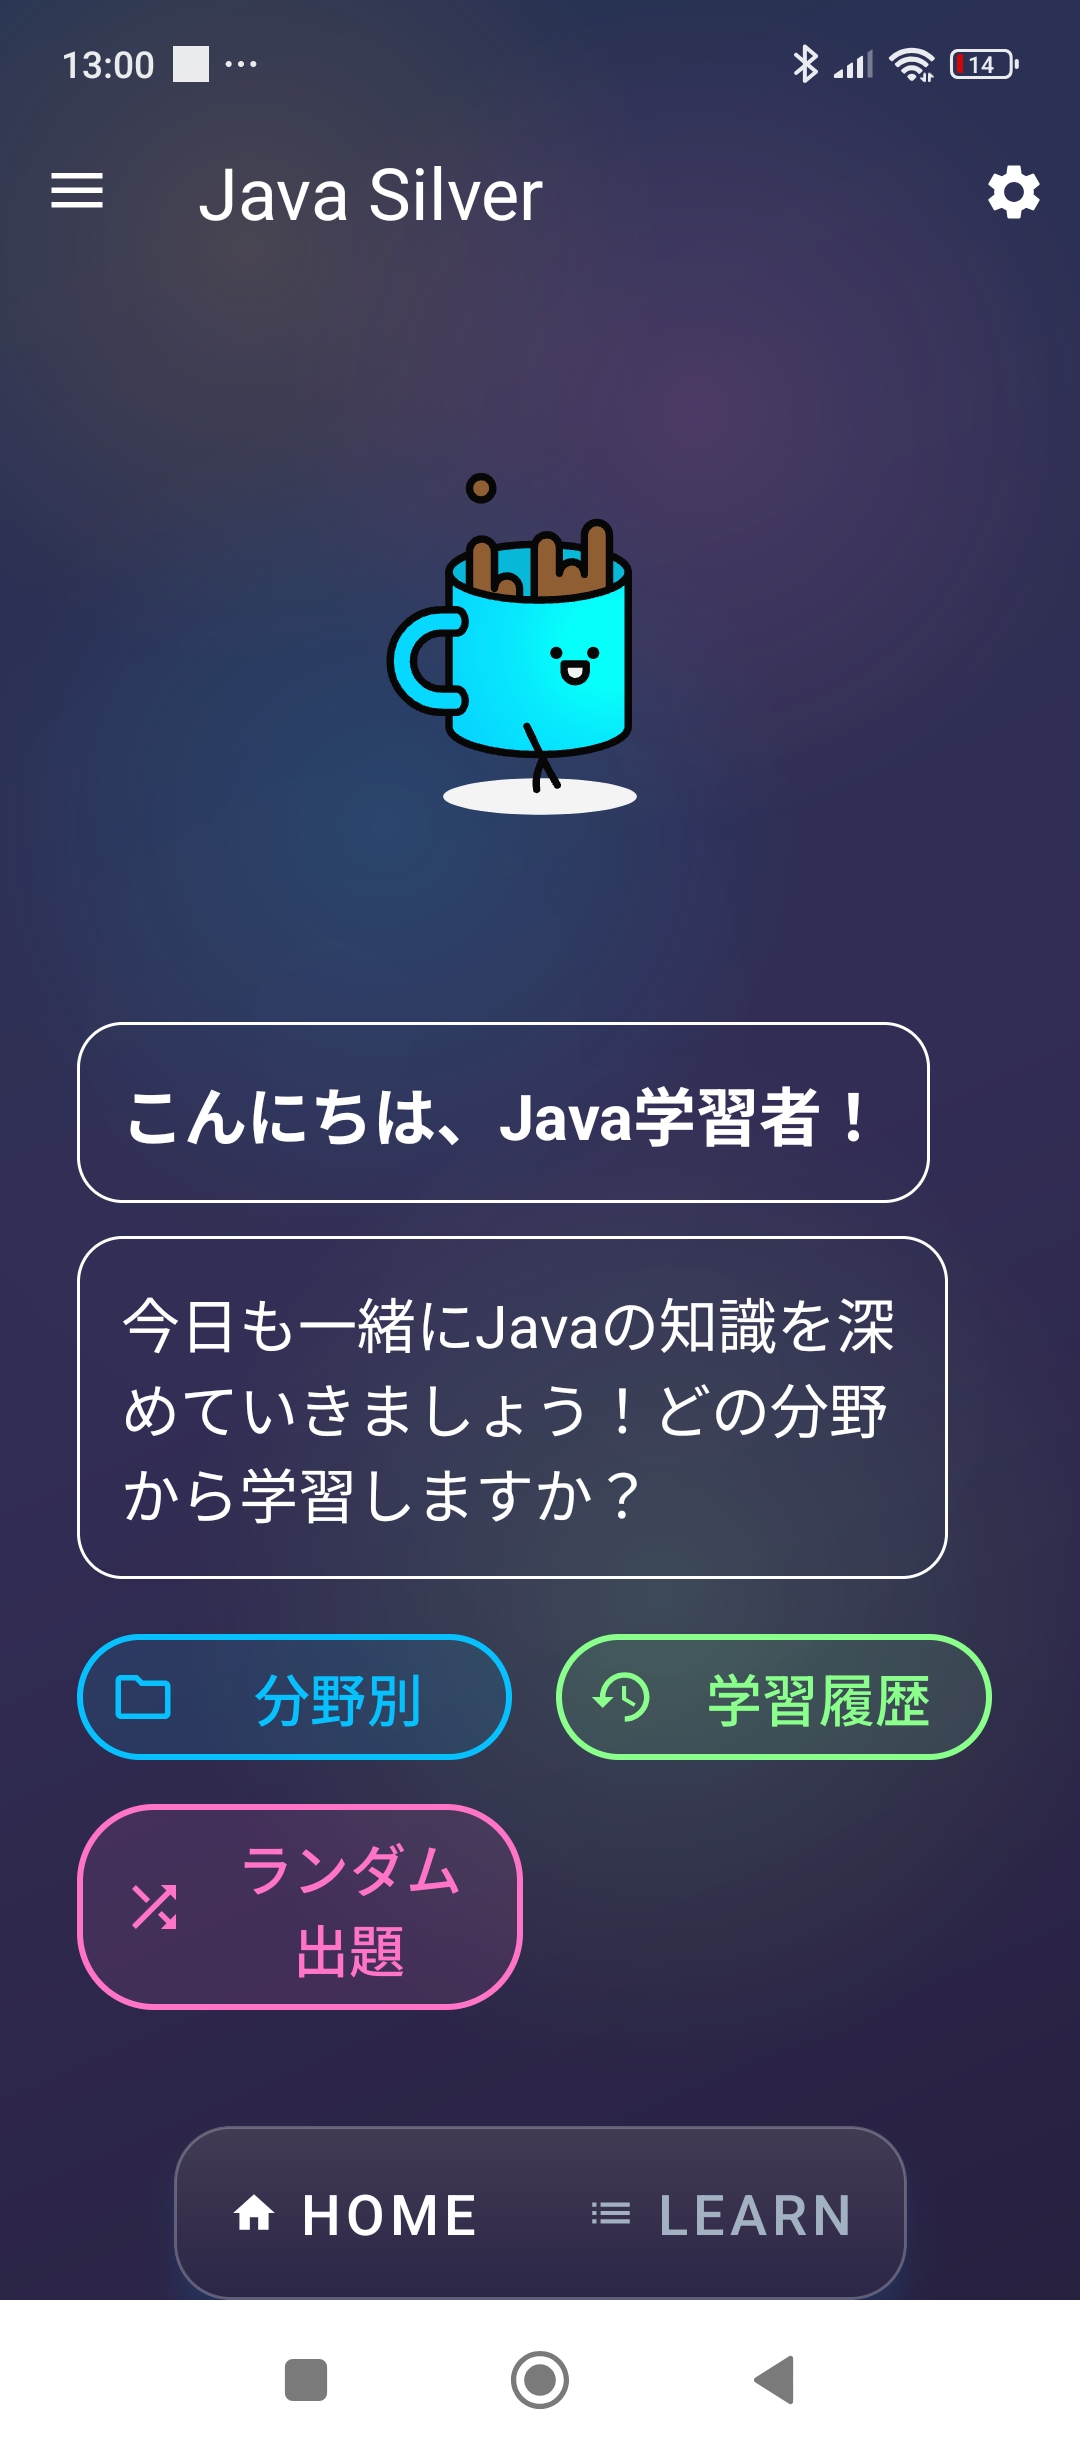 13:00
14
Java Silver
こんにちは、Java学習者！
今日も一緒にJavaの知識を深
めていきましょう！どの分野
から学習しますか？
分野別
学習履歴
ランダム
出題
HOME
LEARN